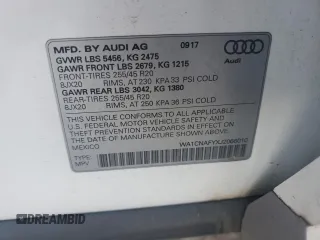 MFD. BY AUDI AG 09.17
GVWR LBS 5456, KG 2475
GAWR FRONT LBS 2679, KG 1215
FRONT-TIRES 255/45 R20
8JX20 RIMS, AT 230 KPA 33 PSI COLD
GAWR REAR LBS 3042, KG 1380
REAR-TIRES 255/45 R20
8JX20 RIMS, AT 250 KPA 36 PSI COLD
THIS VEHICLE CONFORMS TO ALL APPLICABLE
FEDERAL MOTOR VEHICLE SAFETY, BUMPER
AND THEFT PREVENTION STANDARDS IN EFFECT ON
THE DATE OF MANUFACTURE SHOWN ABOVE.
MEXICO
Audi
TYPE:
MPV
© AUTOBIDMASTER